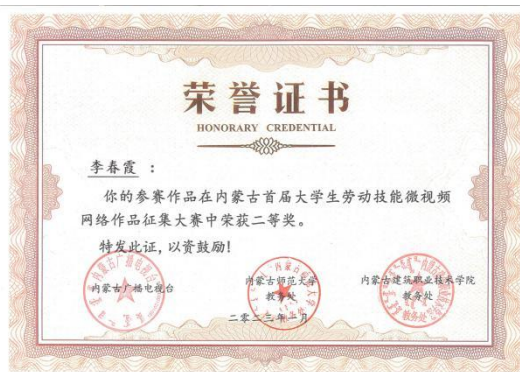 荣誉证书
HONORARY CREDENTIAL
李春霞：
你的参赛作品在内蒙古首届大学生劳动技能微视频
网络作品征集大赛中荣获二等奖。
特发此证，以资鼓励!
内蒙古广播电视台
内蒙古师范大学
教务处
内蒙古建筑职业技术学院
教务处
二零二三年一月